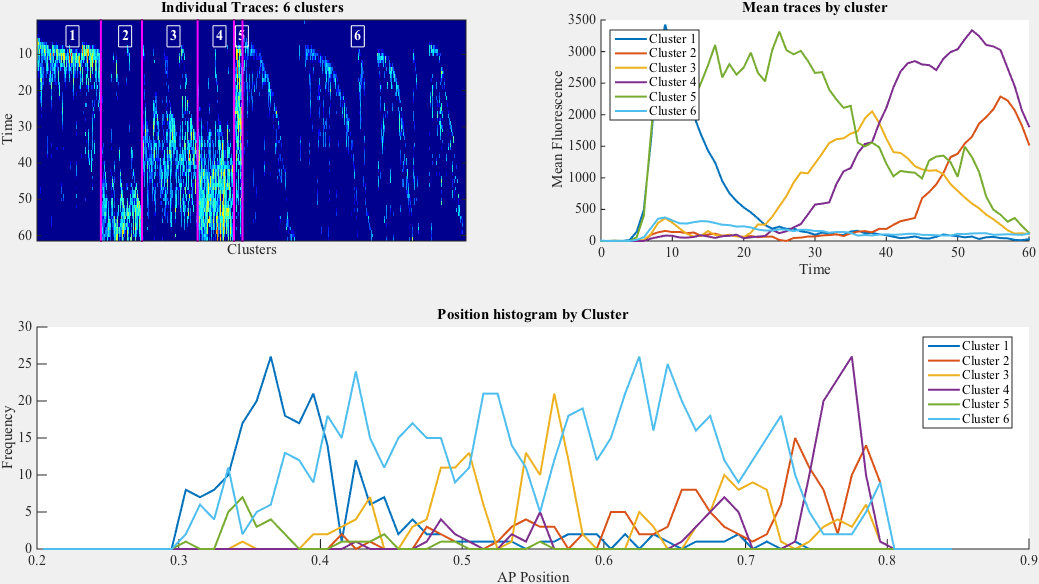 Individual Traces: 6 clusters
1 2 3 4 5 6
10
20
30
40
50
60
Time
Clusters
Mean traces by cluster
3500
3000
2500
2000
1500
1000
500
0
Mean Fluorescence
Cluster 1
Cluster 2
Cluster 3
Cluster 4
Cluster 5
Cluster 6
0 10 20 30 40 50 60
Time
Position histogram by Cluster
30
25
20
15
10
5
0
Frequency
Cluster 1
Cluster 2
Cluster 3
Cluster 4
Cluster 5
Cluster 6
0.2 0.3 0.4 0.5 0.6 0.7 0.8 0.9
AP Position